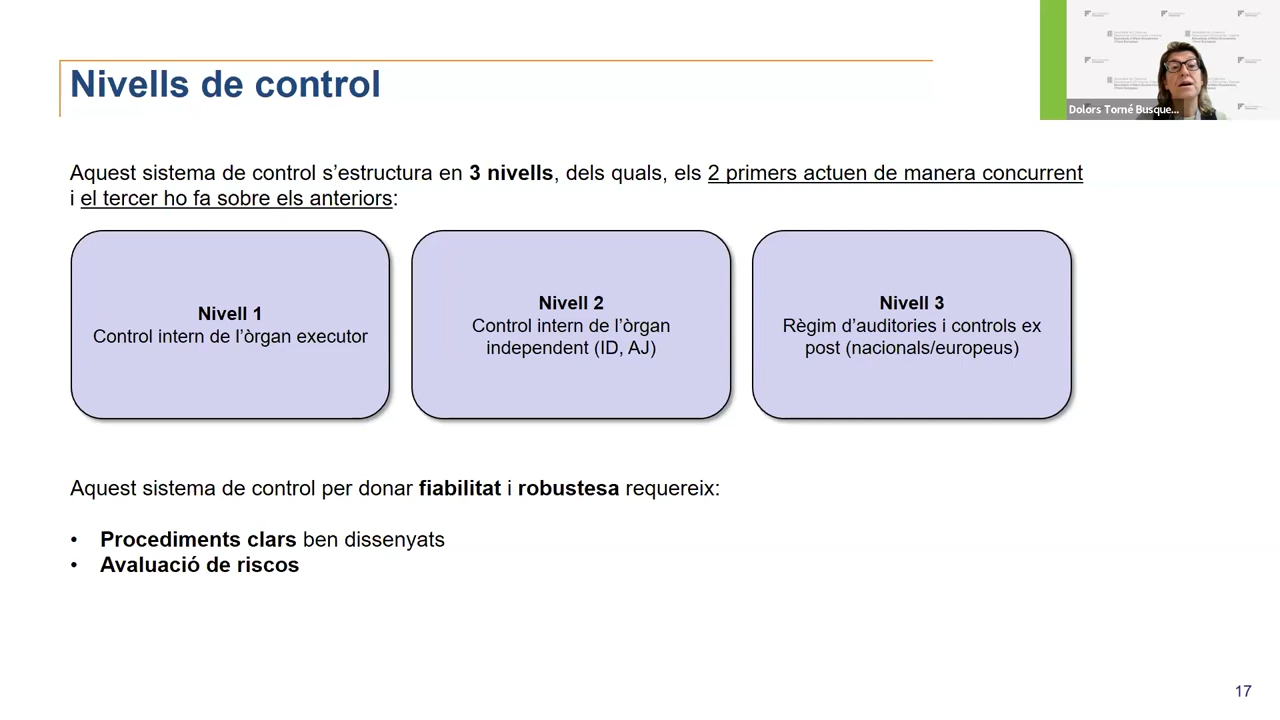 Nivells de control
Dolors Torné Busque...
Aquest sistema de control s’estructura en 3 nivells, dels quals, els 2 primers actuen de manera concurrent
i el tercer ho fa sobre els anteriors:
Nivell 1
Control intern de l’òrgan executor
Nivell 2
Control intern de l’òrgan
independent (ID, AJ)
Nivell 3
Règim d’auditories i controls ex
post (nacionals/europeus)
Aquest sistema de control per donar fiabilitat i robustesa requereix:
• Procediments clars ben dissenyats
• Avaluació de riscos
17